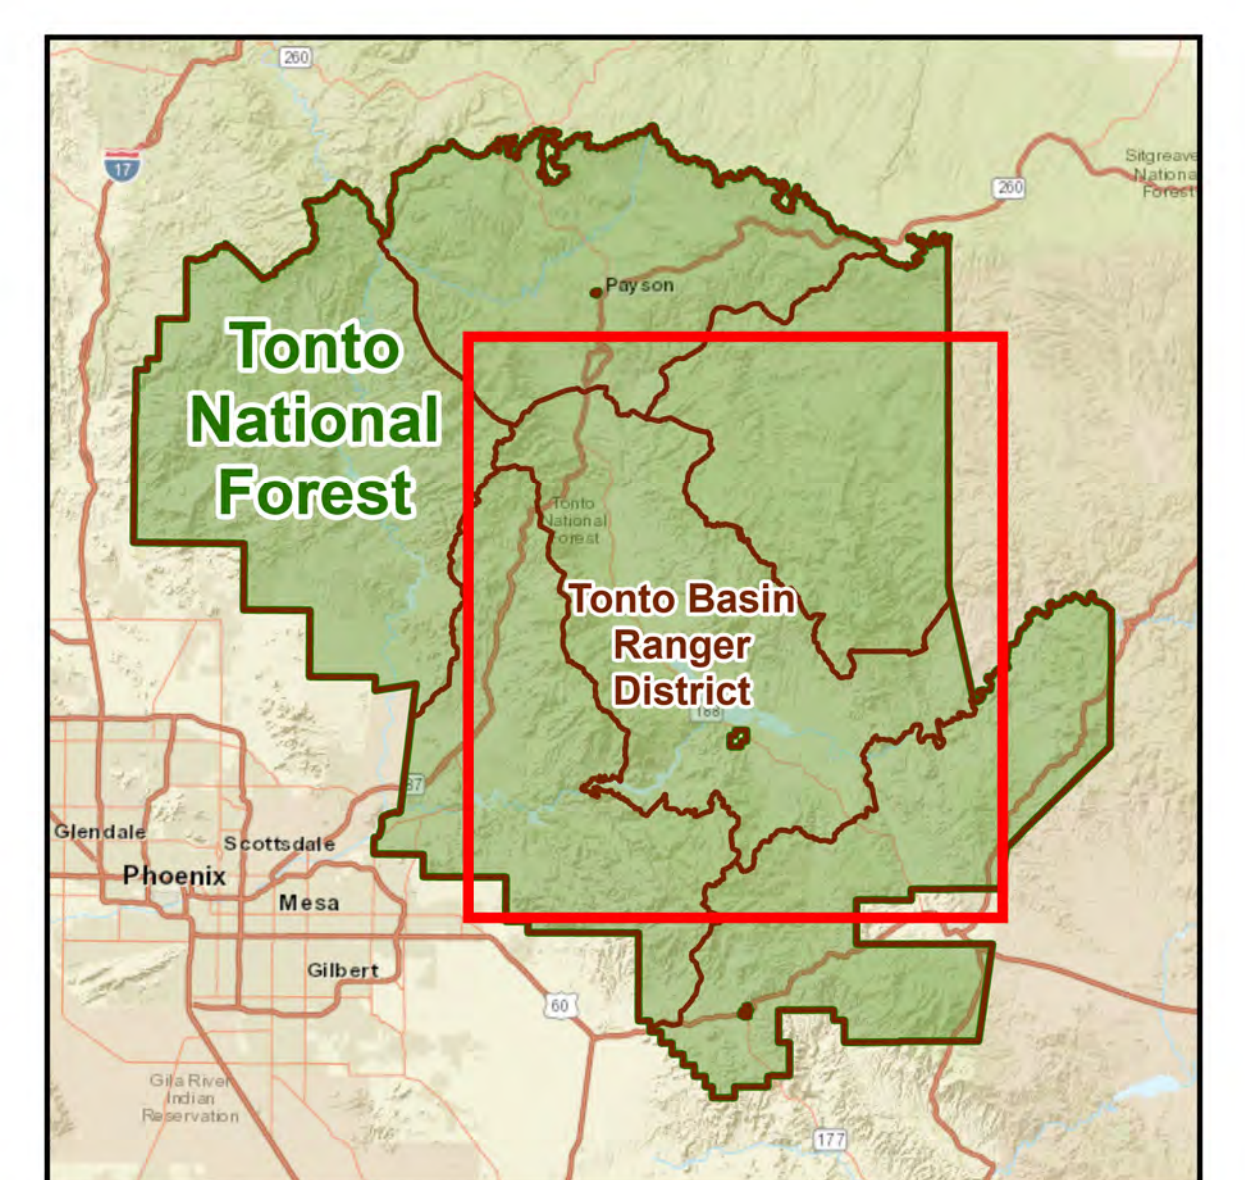 260
17
Sitgreave
Nationa
Forest
260
Payson
Tonto
National
Forest
Tonto
National
Forest
Tonto Basin
Ranger
District
168
87
Glendale
Scottsdale
Phoenix
Mesa
Gilbert
60
Gila River
Indian
Reservation
177